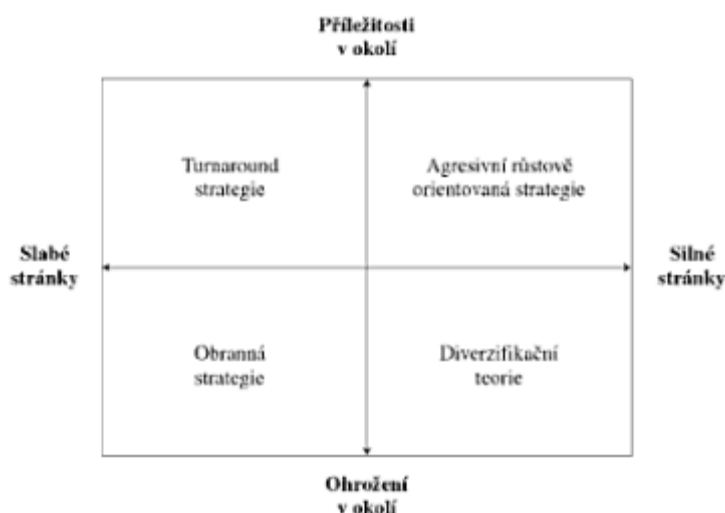 Příležitosti
v okolí
Turnaround
strategie
Agresivní růstově
orientovaná strategie
Slabé
stránky
Silné
stránky
Obranná
strategie
Diverzifikační
teorie
Ohrožení
v okolí